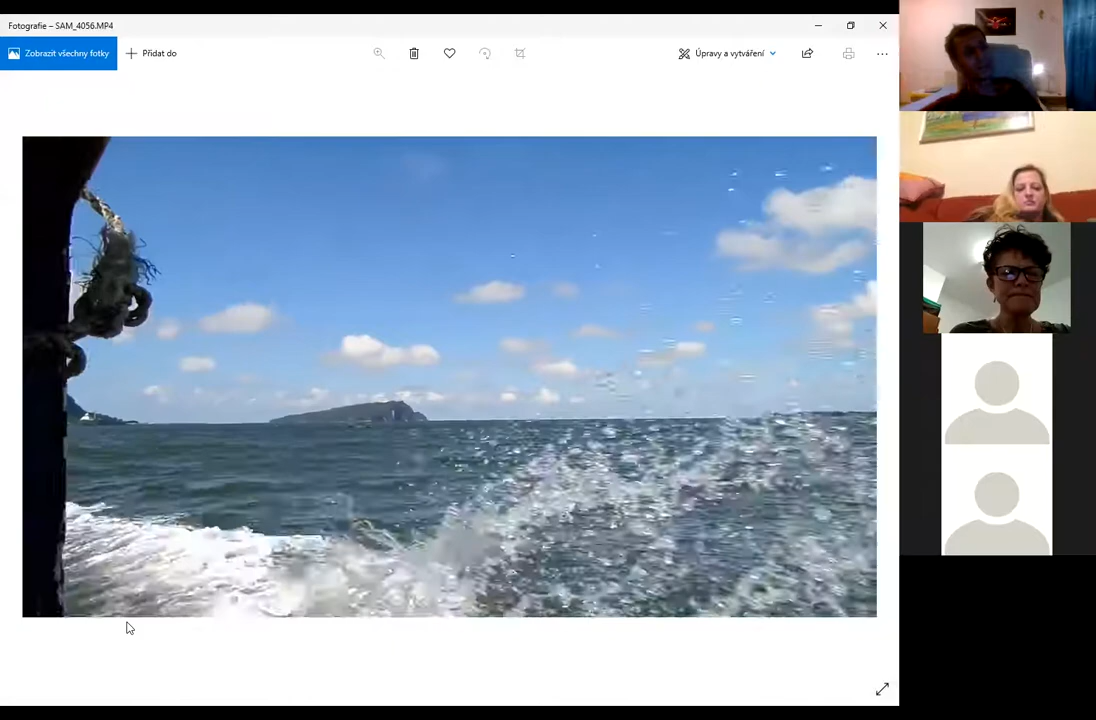 Fotografie – SAM_4056.MP4
Zobrazit všechny fotky
Přidat do
Úpravy a vytváření